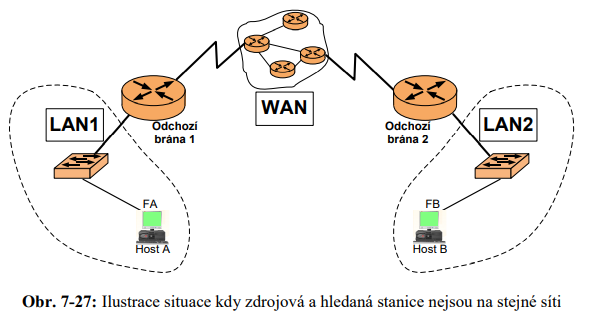 WAN
LAN1
Odchozí
brána 1
Odchozí
brána 2
LAN2
FA
Host A
FB
Host B
Obr. 7-27: Ilustrace situace kdy zdrojová a hledaná stanice nejsou na stejné síti